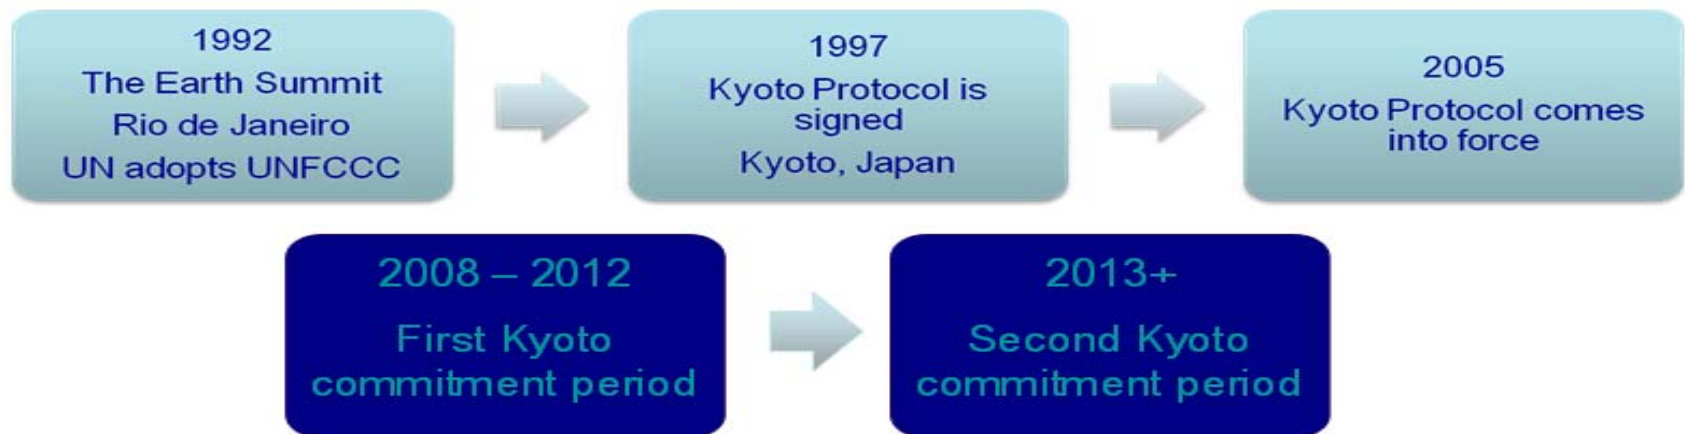 1992
The Earth Summit
Rio de Janeiro
UN adopts UNFCCC
1997
Kyoto Protocol is
signed
Kyoto, Japan
2005
Kyoto Protocol comes
into force
2008 – 2012
First Kyoto
commitment period
2013+
Second Kyoto
commitment period